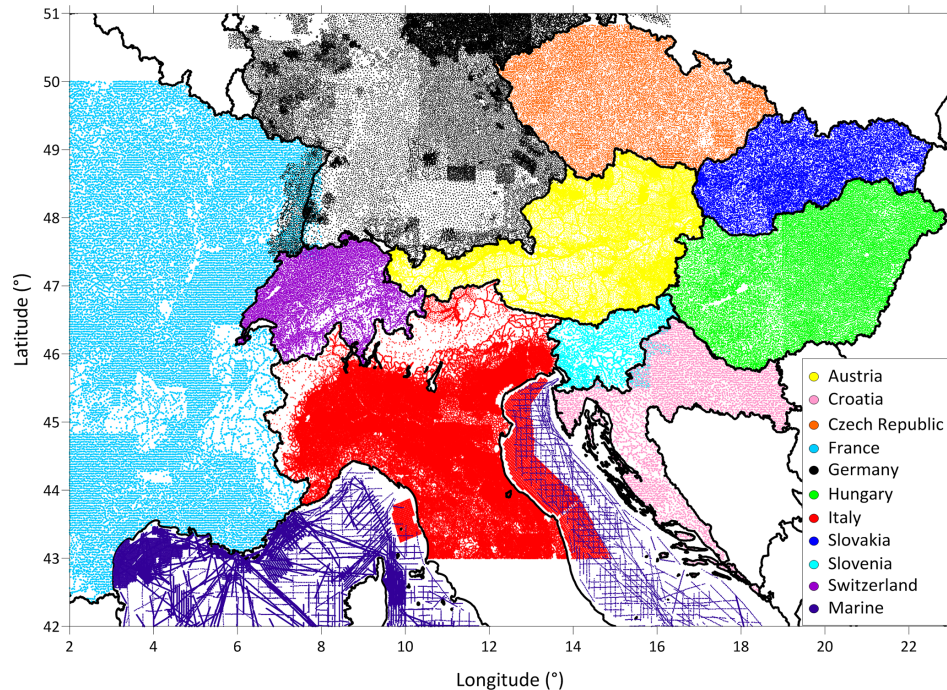 51
50
49
48
47
46
45
44
43
42
Latitude (°)
2
4
6
8
10
12
14
16
18
20
22
Longitude (°)
Austria
Croatia
Czech Republic
France
Germany
Hungary
Italy
Slovakia
Slovenia
Switzerland
Marine